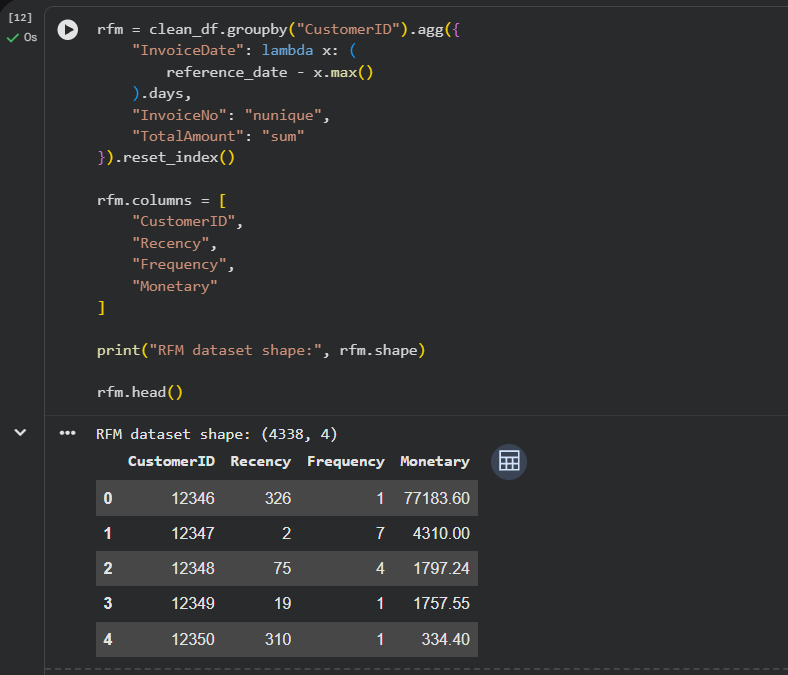 [12]
0s
rfm = clean_df.groupby("CustomerID").agg({
    "InvoiceDate": lambda x: (
        reference_date - x.max()
    ).days,
    "InvoiceNo": "nunique",
    "TotalAmount": "sum"
}).reset_index()

rfm.columns = [
    "CustomerID",
    "Recency",
    "Frequency",
    "Monetary"
]

print("RFM dataset shape:", rfm.shape)

rfm.head()
RFM dataset shape: (4338, 4)
CustomerID Recency Frequency Monetary
0 12346 326 1 77183.60
1 12347 2 7 4310.00
2 12348 75 4 1797.24
3 12349 19 1 1757.55
4 12350 310 1 334.40